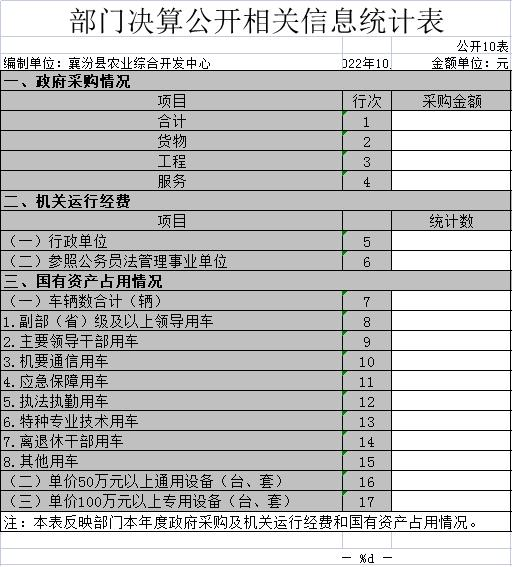 部门决算公开相关信息统计表
公开10表
编制单位：襄汾县农业综合开发中心 022年10 金额单位：元
一、政府采购情况
项目 行次 采购金额
合计 1
货物 2
工程 3
服务 4
二、机关运行经费
项目 统计数
（一）行政单位 5
（二）参照公务员法管理事业单位 6
三、国有资产占用情况
（一）车辆数合计（辆） 7
1.副部（省）级及以上领导用车 8
2.主要领导干部用车 9
3.机要通信用车 10
4.应急保障用车 11
5.执法执勤用车 12
6.特种专业技术用车 13
7.离退休干部用车 14
8.其他用车 15
（二）单价50万元以上通用设备（台、套） 16
（三）单价100万元以上专用设备（台、套） 17
注：本表反映部门本年度政府采购及机关运行经费和国有资产占用情况。
— %d —